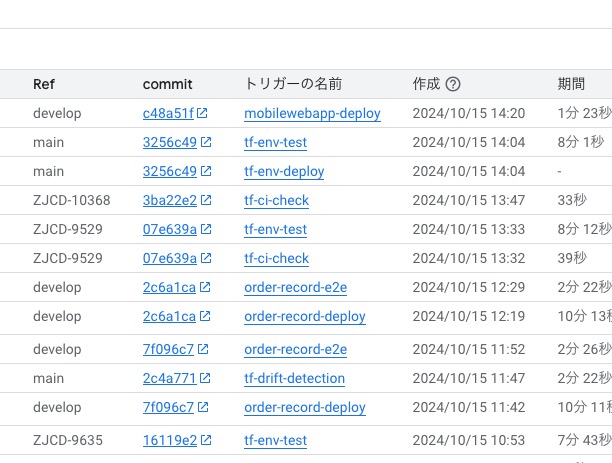 Ref commit トリガーの名前 作成 期間
develop c48a51f mobilewebapp-deploy 2024/10/15 14:20 1分 23秒
main 3256c49 tf-env-test 2024/10/15 14:04 8分 1秒
main 3256c49 tf-env-deploy 2024/10/15 14:04 -
ZJCD-10368 3ba22e2 tf-ci-check 2024/10/15 13:47 33秒
ZJCD-9529 07e639a tf-env-test 2024/10/15 13:33 8分 12秒
ZJCD-9529 07e639a tf-ci-check 2024/10/15 13:32 39秒
develop 2c6a1ca order-record-e2e 2024/10/15 12:29 2分 22秒
develop 2c6a1ca order-record-deploy 2024/10/15 12:19 10分 13秒
develop 7f096c7 order-record-e2e 2024/10/15 11:52 2分 26秒
main 2c4a771 tf-drift-detection 2024/10/15 11:47 2分 22秒
develop 7f096c7 order-record-deploy 2024/10/15 11:42 10分 11秒
ZJCD-9635 16119e2 tf-env-test 2024/10/15 10:53 7分 43秒